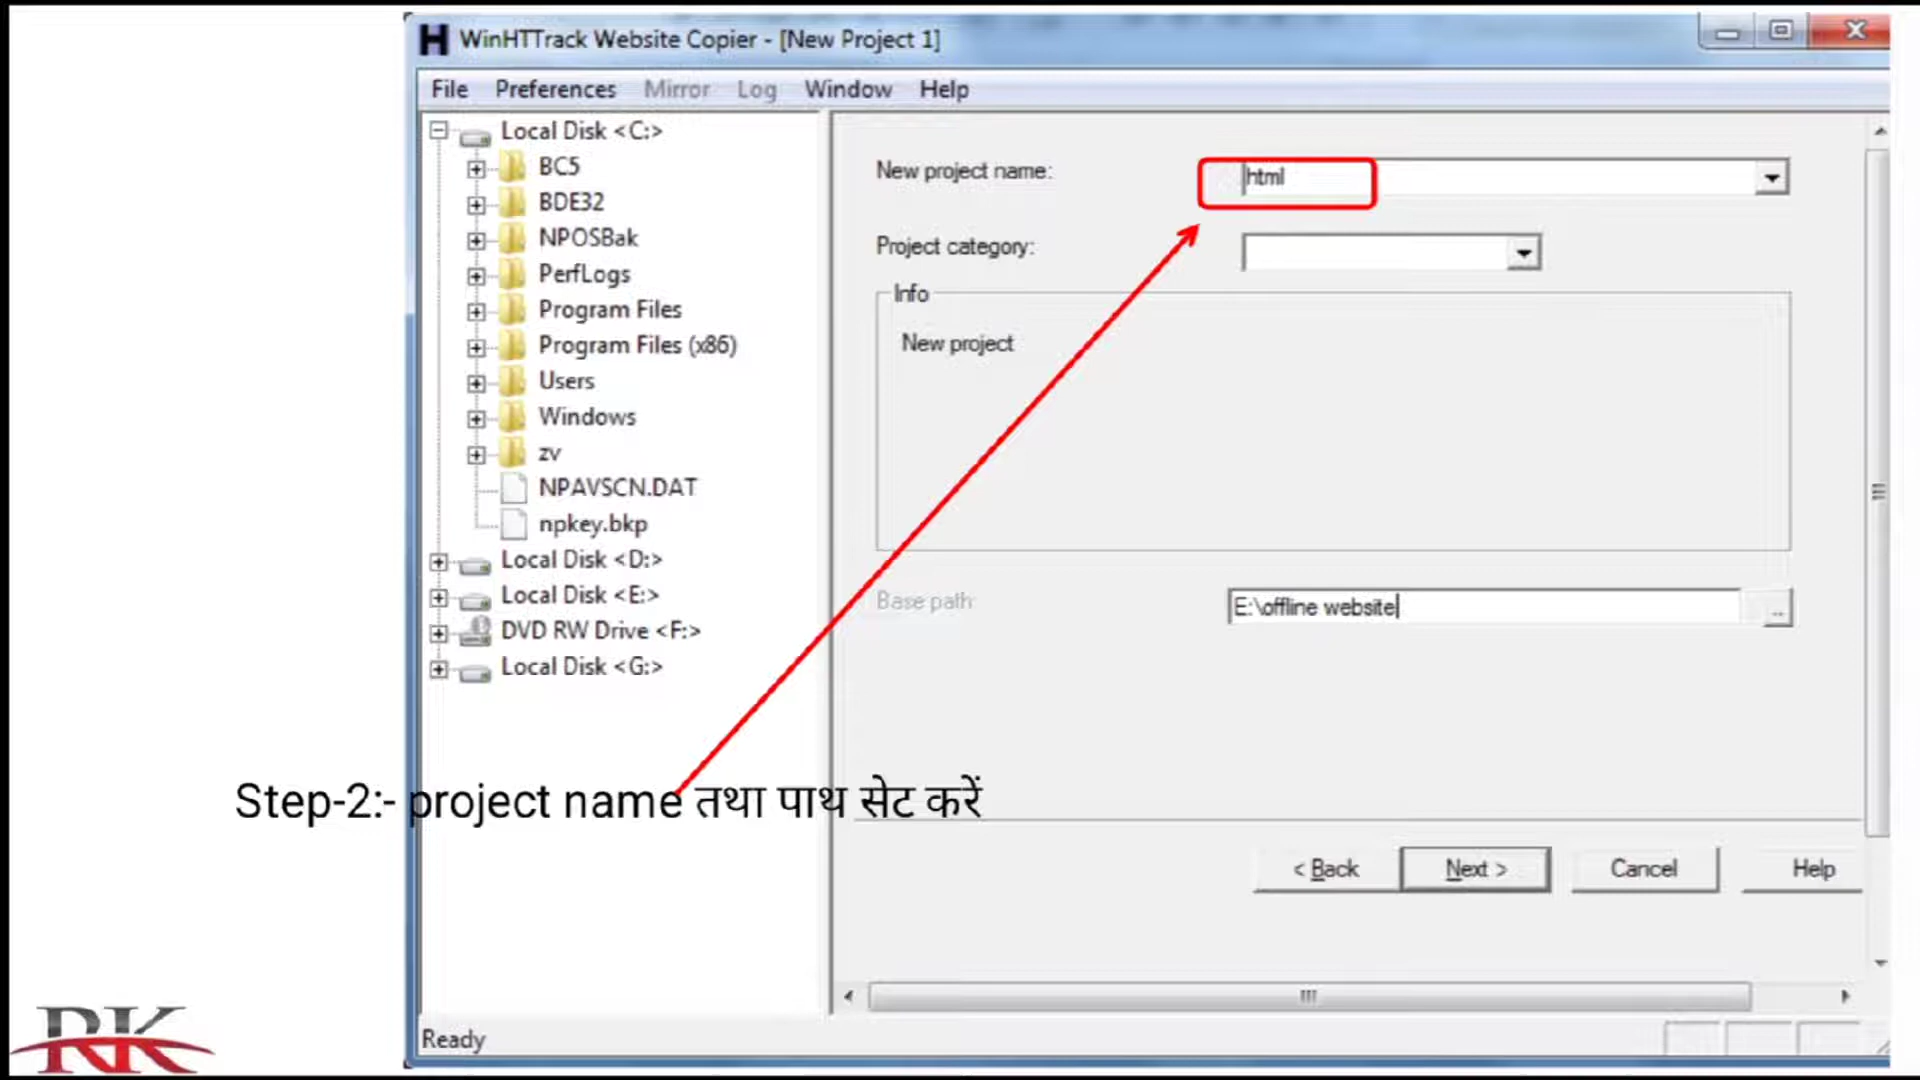 WinHTTrack Website Copier - [New Project 1]
File Preferences Mirror Log Window Help
Local Disk <C:>
BC5
BDE32
NPOSBak
PerfLogs
Program Files
Program Files (x86)
Users
Windows
zv
NPAVSCN.DAT
npkey.bkp
Local Disk <D:>
Local Disk <E:>
DVD RW Drive <F:>
Local Disk <G:>
New project name: html
Project category:
Info
New project
Base path: E:\offline website
..
Step-2:- project name तथा पाथ सेट करें
< Back Next > Cancel Help
Ready
RK